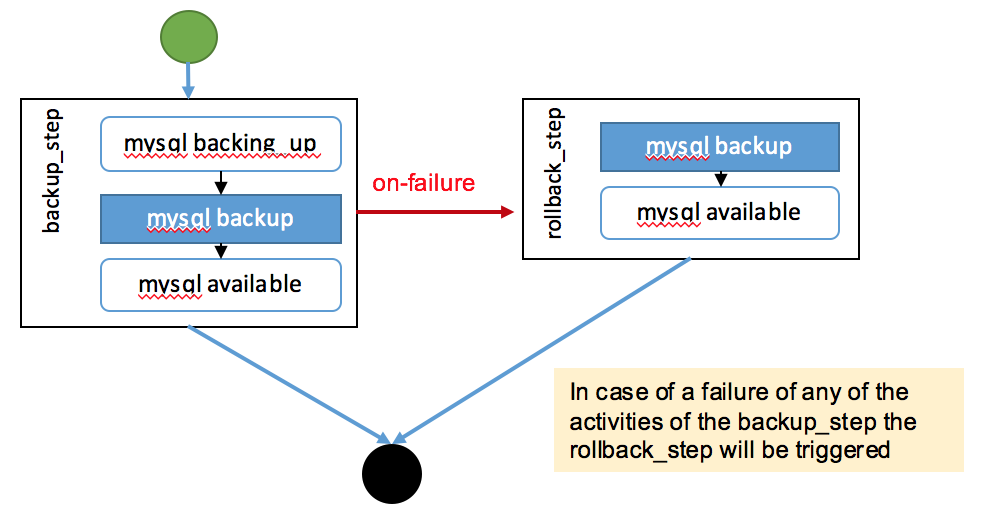 backup_step
mysql backing_up
mysql backup
mysql available
on-failure
rollback_step
mysql backup
mysql available
In case of a failure of any of the
activities of the backup_step the
rollback_step will be triggered